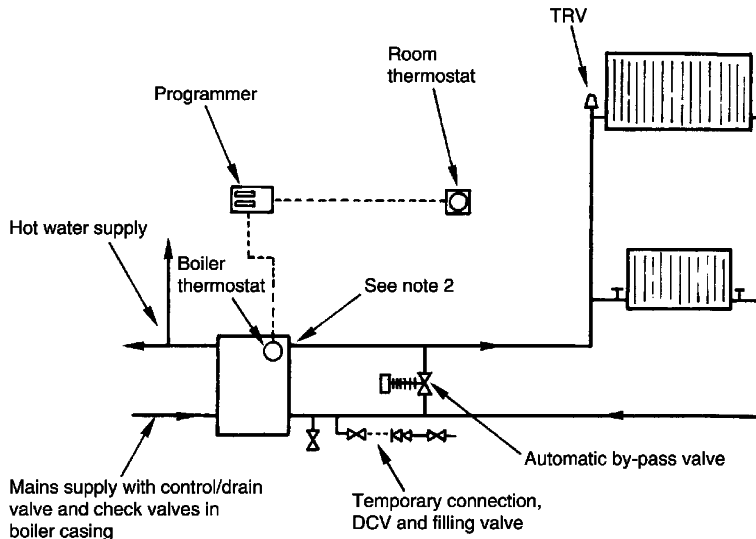 TRV
Room
thermostat
Programmer
Hot water supply
Boiler
thermostat
See note 2
Automatic by-pass valve
Mains supply with control/drain
valve and check valves in
boiler casing
Temporary connection,
DCV and filling valve